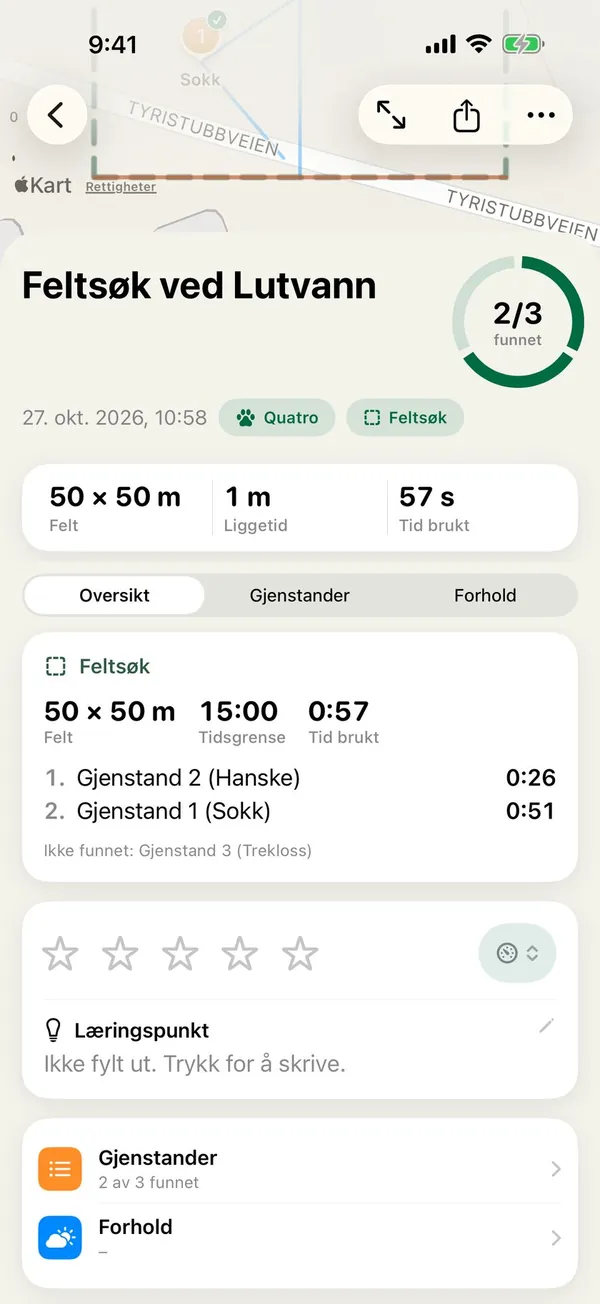 9:41
1
Sokk
TYRISTUBBVEIEN
0
Kart Rettigheter
TYRISTUBBVEIEN
Feltsøk ved Lutvann
2/3
funnet
27. okt. 2026, 10:58 Quatro Feltsøk
50 × 50 m 1 m 57 s
Felt Liggetid Tid brukt
Oversikt Gjenstander Forhold
Feltsøk
50 × 50 m 15:00 0:57
Felt Tidsgrense Tid brukt
1. Gjenstand 2 (Hanske) 0:26
2. Gjenstand 1 (Sokk) 0:51
Ikke funnet: Gjenstand 3 (Trekloss)
Læringspunkt
Ikke fylt ut. Trykk for å skrive.
Gjenstander
2 av 3 funnet
Forhold
–